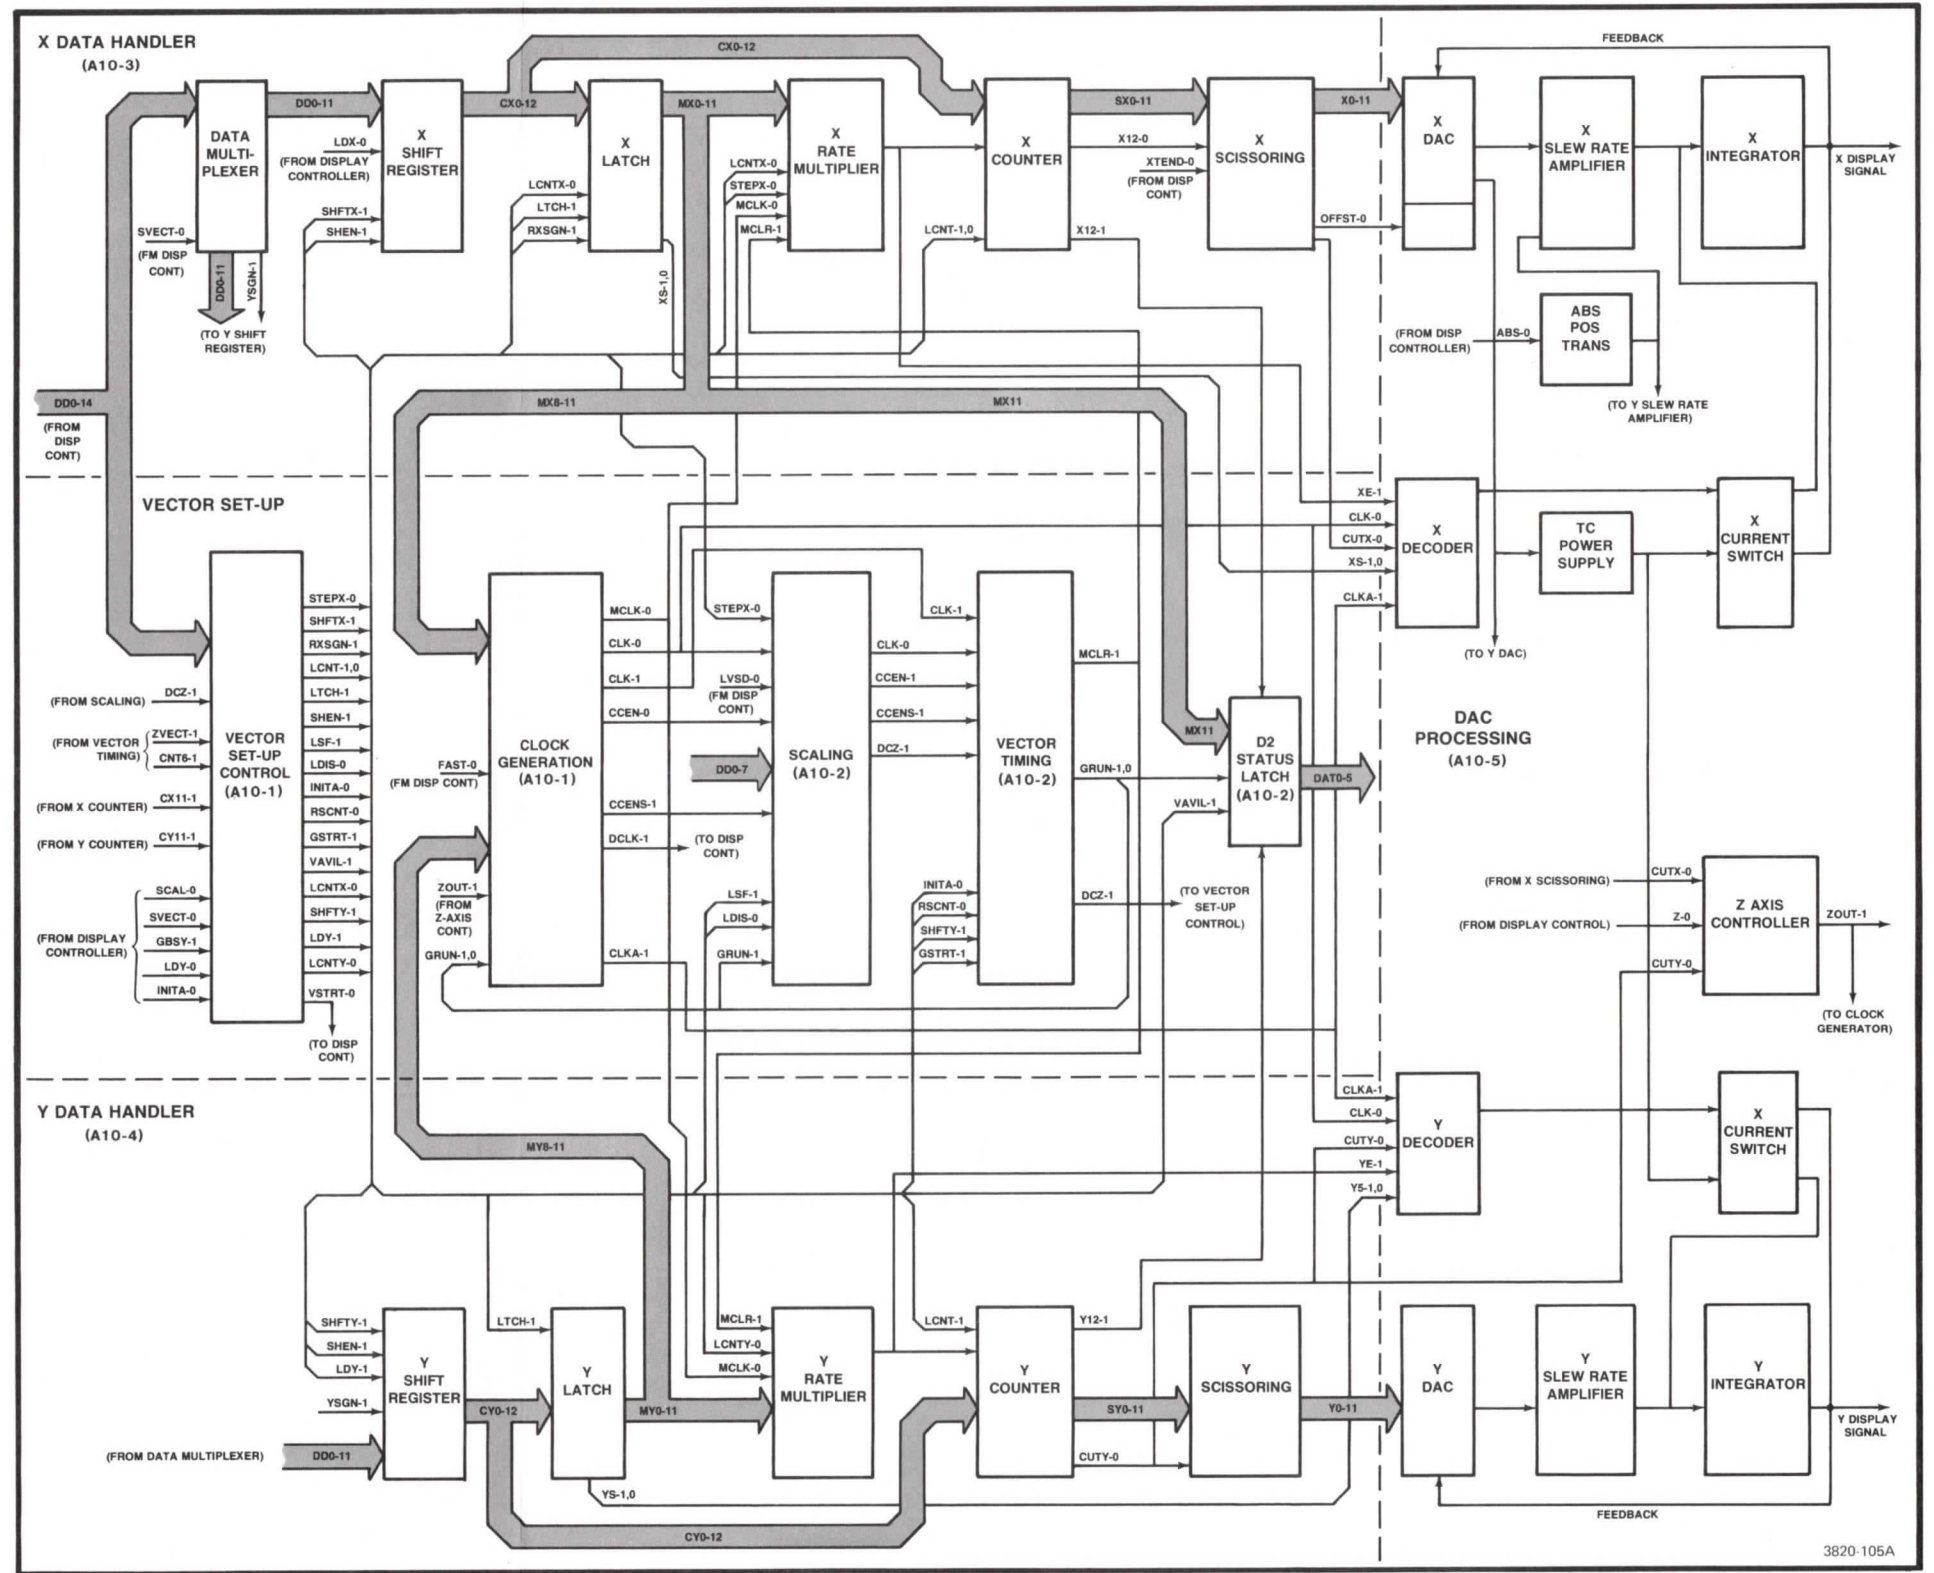 X DATA HANDLER
(A10-3)
CX0-12
FEEDBACK
DD0-11
CX0-12
MX0-11
SX0-11
X0-11
DATA
MULTI-
PLEXER
LDX-0
(FROM DISPLAY
CONTROLLER)
SHFTX-1
SHEN-1
X
SHIFT
REGISTER
LCNTX-0
LTCH-1
RXSGN-1
X
LATCH
LCNTX-0
STEPX-0
MCLK-0
MCLR-1
X
RATE
MULTIPLIER
LCNT-1,0
X
COUNTER
X12-0
XTEND-0
(FROM DISP
CONT)
X12-1
X
SCISSORING
OFFST-0
X
DAC
X
SLEW RATE
AMPLIFIER
X
INTEGRATOR
X DISPLAY
SIGNAL
SVECT-0
(FM DISP
CONT)
DD0-11
YSGN-1
(TO Y SHIFT
REGISTER)
XS-1,0
(FROM DISP
CONTROLLER)
ABS-0
ABS
POS
TRANS
(TO Y SLEW RATE
AMPLIFIER)
DD0-14
(FROM
DISP
CONT)
MX8-11
MX11
VECTOR SET-UP
XE-1
CLK-0
CUTX-0
XS-1,0
CLKA-1
X
DECODER
TC
POWER
SUPPLY
X
CURRENT
SWITCH
(TO Y DAC)
(FROM SCALING)
DCZ-1
(FROM VECTOR
TIMING)
ZVECT-1
CNT6-1
(FROM X COUNTER)
CX11-1
(FROM Y COUNTER)
CY11-1
(FROM DISPLAY
CONTROLLER)
SCAL-0
SVECT-0
GBSY-1
LDY-0
INITA-0
VECTOR
SET-UP
CONTROL
(A10-1)
STEPX-0
SHFTX-1
RXSGN-1
LCNT-1,0
LTCH-1
SHEN-1
LSF-1
LDIS-0
INITA-0
RSCNT-0
GSTRT-1
VAVIL-1
LCNTX-0
SHFTY-1
LDY-1
LCNTY-0
VSTRT-0
(TO DISP
CONT)
FAST-0
(FM DISP CONT)
ZOUT-1
(FROM
Z-AXIS
CONT)
GRUN-1,0
CLOCK
GENERATION
(A10-1)
MCLK-0
CLK-0
CLK-1
CCEN-0
CCENS-1
DCLK-1
(TO DISP
CONT)
CLKA-1
STEPX-0
LVSD-0
(FM DISP
CONT)
DD0-7
LSF-1
LDIS-0
GRUN-1
SCALING
(A10-2)
CLK-1
CLK-0
CCEN-1
CCENS-1
DCZ-1
INITA-0
RSCNT-0
SHFTY-1
GSTRT-1
VECTOR
TIMING
(A10-2)
MCLR-1
GRUN-1,0
DCZ-1
(TO VECTOR
SET-UP
CONTROL)
MX11
VAVIL-1
D2
STATUS
LATCH
(A10-2)
DAT0-5
DAC
PROCESSING
(A10-5)
(FROM X SCISSORING)
CUTX-0
(FROM DISPLAY CONTROL)
Z-0
CUTY-0
Z AXIS
CONTROLLER
ZOUT-1
(TO CLOCK
GENERATOR)
Y DATA HANDLER
(A10-4)
MY8-11
CLKA-1
CLK-0
CUTY-0
YE-1
Y5-1,0
Y
DECODER
X
CURRENT
SWITCH
SHFTY-1
SHEN-1
LDY-1
YSGN-1
(FROM DATA MULTIPLEXER)
DD0-11
Y
SHIFT
REGISTER
CY0-12
LTCH-1
Y
LATCH
YS-1,0
MY0-11
MCLR-1
LCNTY-0
MCLK-0
Y
RATE
MULTIPLIER
CY0-12
LCNT-1
Y
COUNTER
Y12-1
SY0-11
CUTY-0
Y
SCISSORING
Y0-11
Y
DAC
Y
SLEW RATE
AMPLIFIER
Y
INTEGRATOR
Y DISPLAY
SIGNAL
FEEDBACK
3820-105A